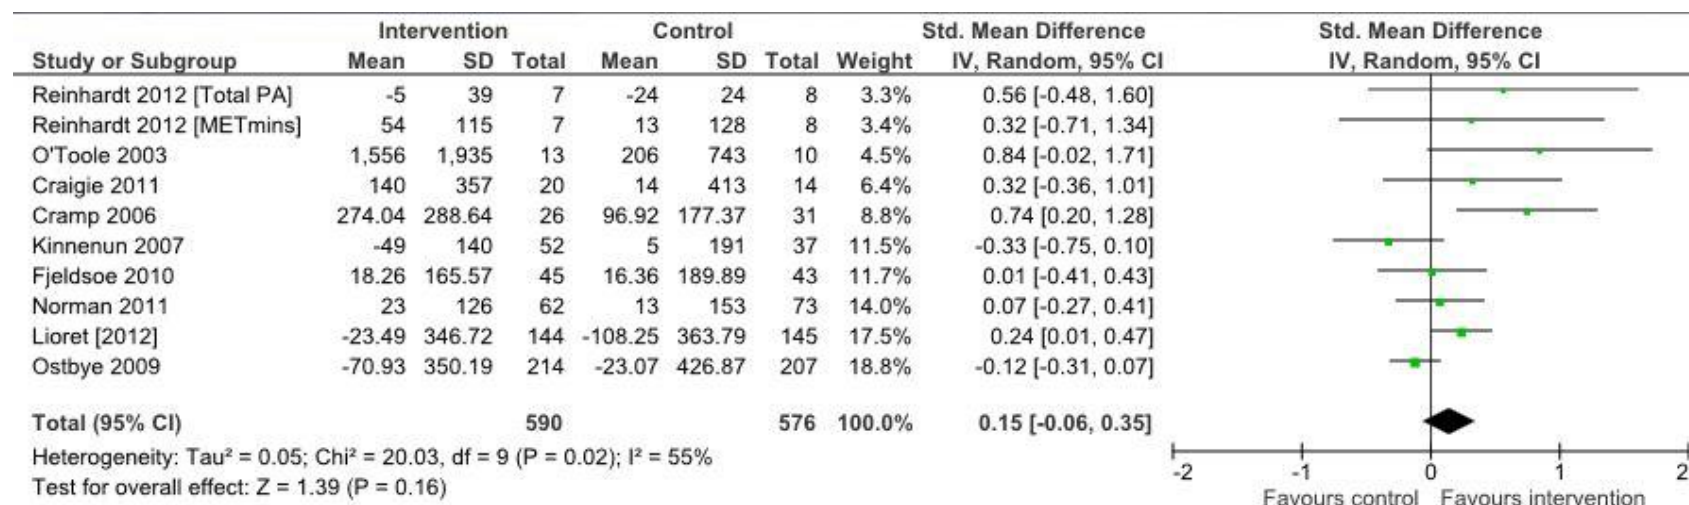 Intervention Control Std. Mean Difference Std. Mean Difference
Study or Subgroup Mean SD Total Mean SD Total Weight IV, Random, 95% CI IV, Random, 95% CI
Reinhardt 2012 [Total PA] -5 39 7 -24 24 8 3.3% 0.56 [-0.48, 1.60]
Reinhardt 2012 [METmins] 54 115 7 13 128 8 3.4% 0.32 [-0.71, 1.34]
O'Toole 2003 1,556 1,935 13 206 743 10 4.5% 0.84 [-0.02, 1.71]
Craigie 2011 140 357 20 14 413 14 6.4% 0.32 [-0.36, 1.01]
Cramp 2006 274.04 288.64 26 96.92 177.37 31 8.8% 0.74 [0.20, 1.28]
Kinnenun 2007 -49 140 52 5 191 37 11.5% -0.33 [-0.75, 0.10]
Fjeldsoe 2010 18.26 165.57 45 16.36 189.89 43 11.7% 0.01 [-0.41, 0.43]
Norman 2011 23 126 62 13 153 73 14.0% 0.07 [-0.27, 0.41]
Lioret [2012] -23.49 346.72 144 -108.25 363.79 145 17.5% 0.24 [0.01, 0.47]
Ostbye 2009 -70.93 350.19 214 -23.07 426.87 207 18.8% -0.12 [-0.31, 0.07]
Total (95% CI) 590 576 100.0% 0.15 [-0.06, 0.35]
Heterogeneity: Tau² = 0.05; Chi² = 20.03, df = 9 (P = 0.02); I² = 55%
-2 -1 0 1 2
Test for overall effect: Z = 1.39 (P = 0.16)
Favours control Favours intervention